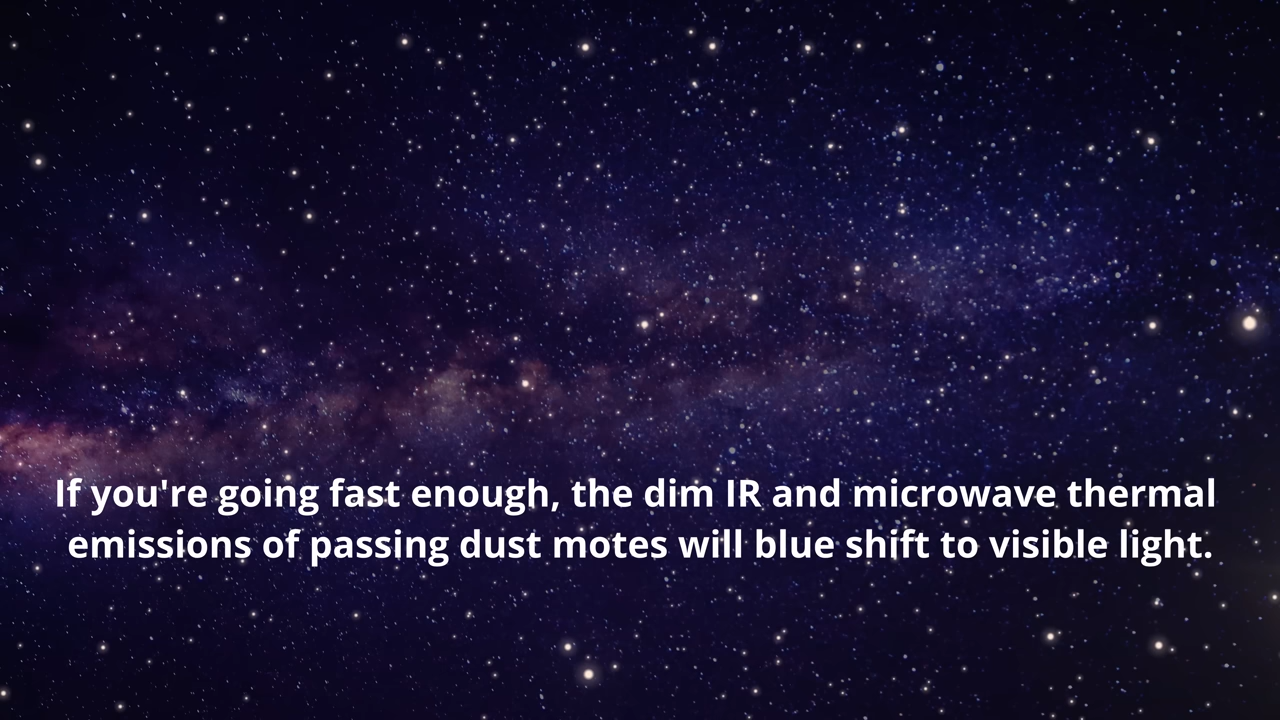 If you're going fast enough, the dim IR and microwave thermal
emissions of passing dust motes will blue shift to visible light.